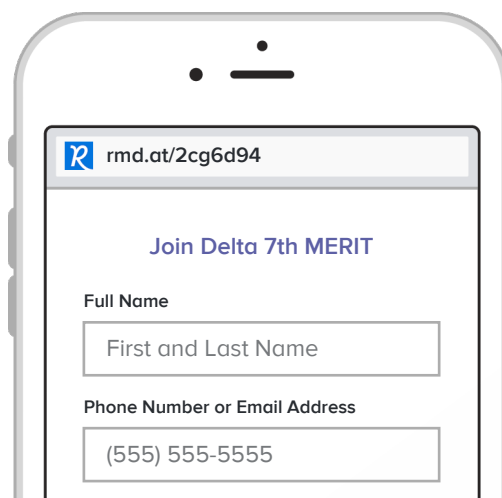 rmd.at/2cg6d94
Join Delta 7th MERIT
Full Name
First and Last Name
Phone Number or Email Address
(555) 555-5555